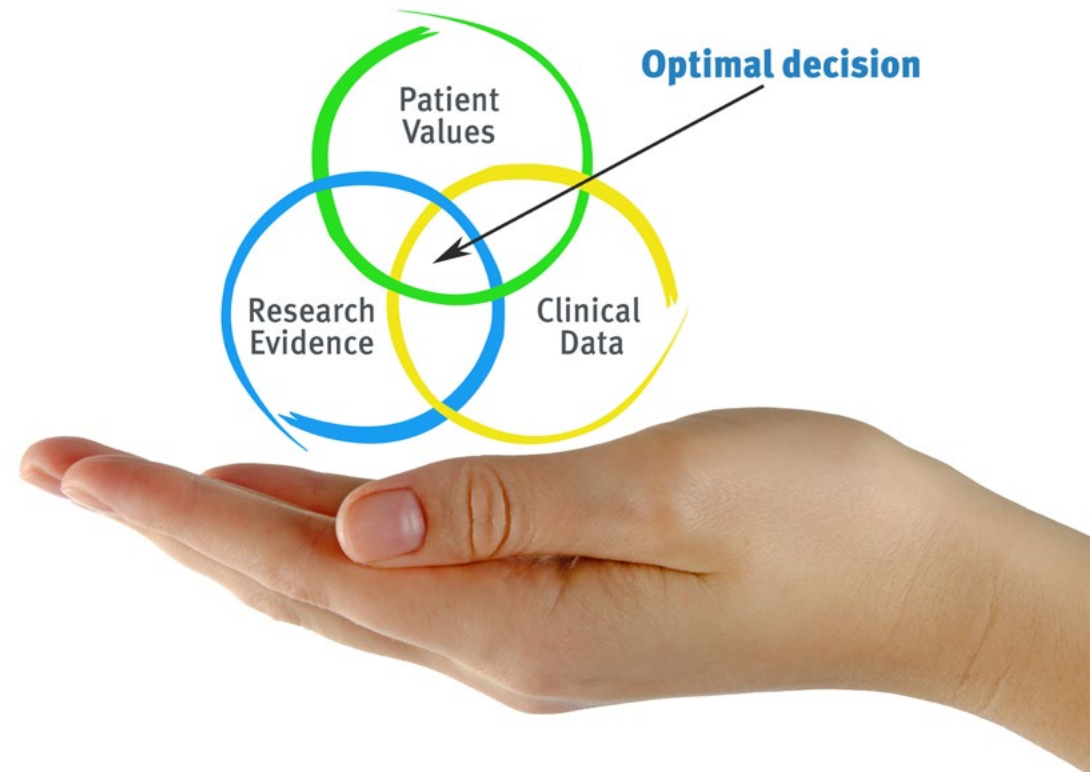 Optimal decision
Patient
Values
Research
Evidence
Clinical
Data